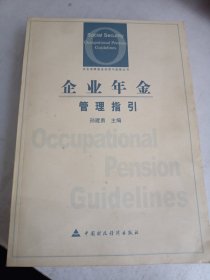 Social Security
Occupational Pension
Guidelines
企业年金
管理指引
孙建勇 主编
Occupational
Pension
Guidelines
中国财政经济出版社